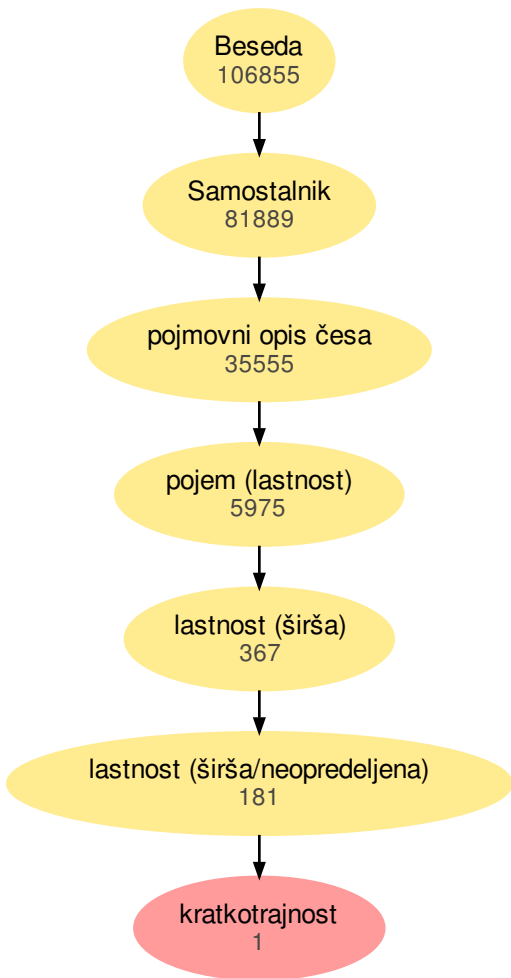 Beseda
106855
Samostalnik
81889
pojmovni opis česa
35555
pojem (lastnost)
5975
lastnost (širša)
367
lastnost (širša/neopredeljena)
181
kratkotrajnost
1